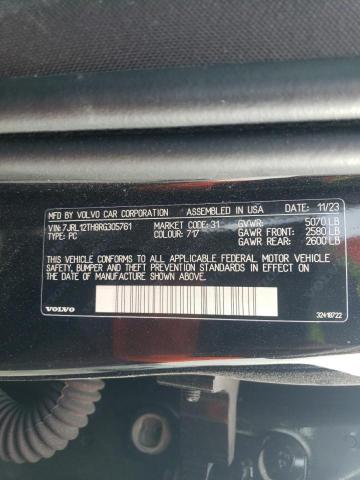 MFD BY VOLVO CAR CORPORATION ASSEMBLED IN USA DATE: 11/23
VIN:7JRL12TH8RG305761 MARKET CODE:31 GVWR: 5070 LB
TYPE: PC COLOUR: 717 GAWR FRONT: 2580 LB
GAWR REAR: 2600 LB
THIS VEHICLE CONFORMS TO ALL APPLICABLE FEDERAL MOTOR VEHICLE
SAFETY, BUMPER AND THEFT PREVENTION STANDARDS IN EFFECT ON
THE DATE OF MANUFACTURE SHOWN ABOVE.
VOLVO 32418722